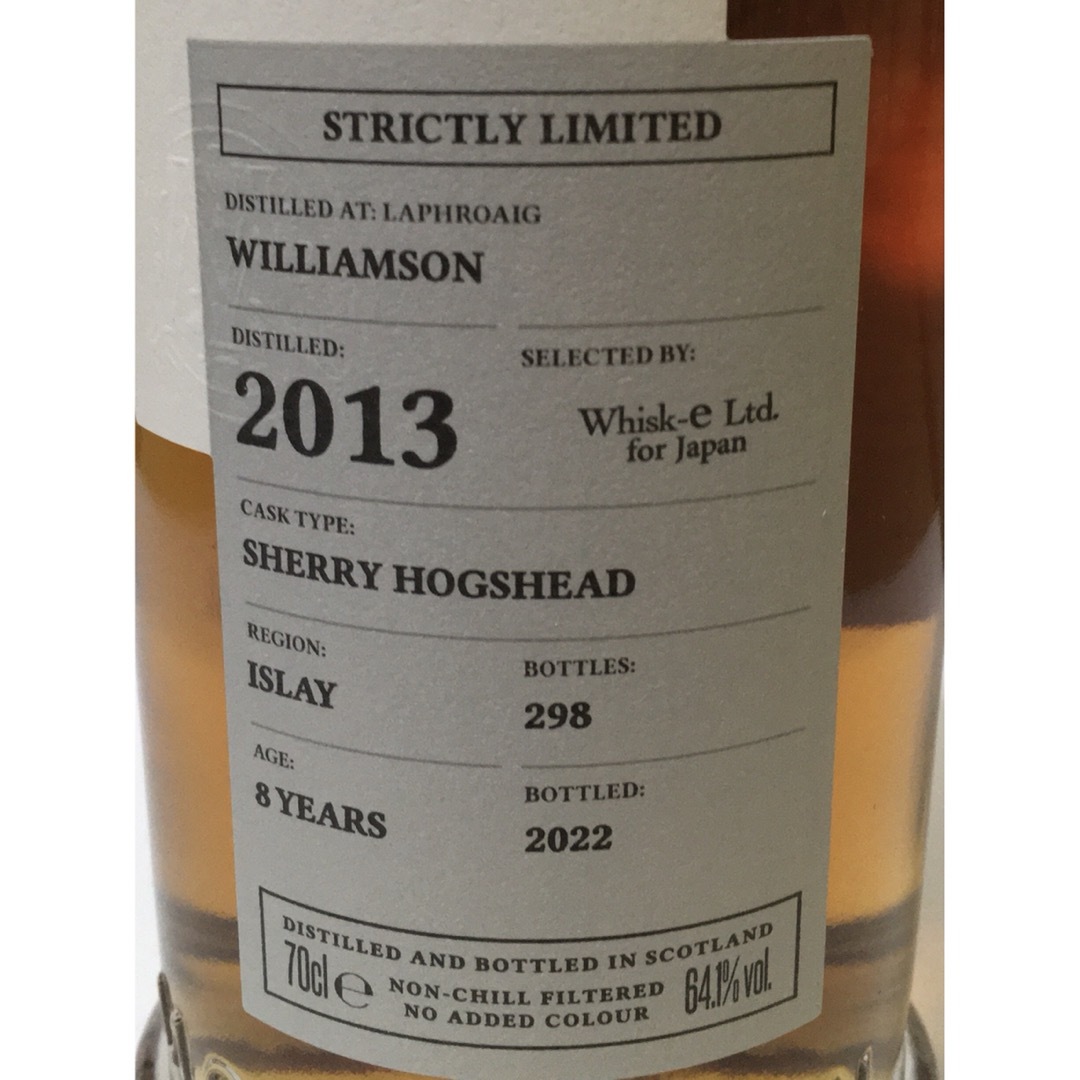 STRICTLY LIMITED
DISTILLED AT: LAPHROAIG
WILLIAMSON
DISTILLED:
2013
SELECTED BY:
Whisk-e Ltd.
for Japan
CASK TYPE:
SHERRY HOGSHEAD
REGION:
ISLAY
BOTTLES:
298
AGE:
8 YEARS
BOTTLED:
2022
DISTILLED AND BOTTLED IN SCOTLAND
70cl e NON-CHILL FILTERED 64.1% vol.
NO ADDED COLOUR